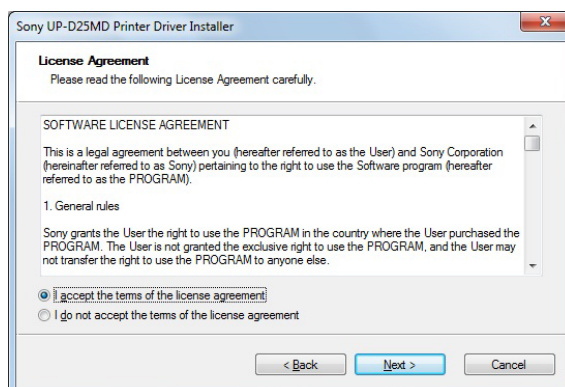 Sony UP-D25MD Printer Driver Installer
License Agreement
Please read the following License Agreement carefully.
SOFTWARE LICENSE AGREEMENT
This is a legal agreement between you (hereafter referred to as the User) and Sony Corporation
(hereinafter referred to as Sony) pertaining to the right to use the Software program (hereafter
referred to as the PROGRAM).
1. General rules
Sony grants the User the right to use the PROGRAM in the country where the User purchased the
PROGRAM. The User is not granted the exclusive right to use the PROGRAM, and the User may
not transfer the right to use the PROGRAM to anyone else.
I accept the terms of the license agreement
I do not accept the terms of the license agreement
< Back Next > Cancel